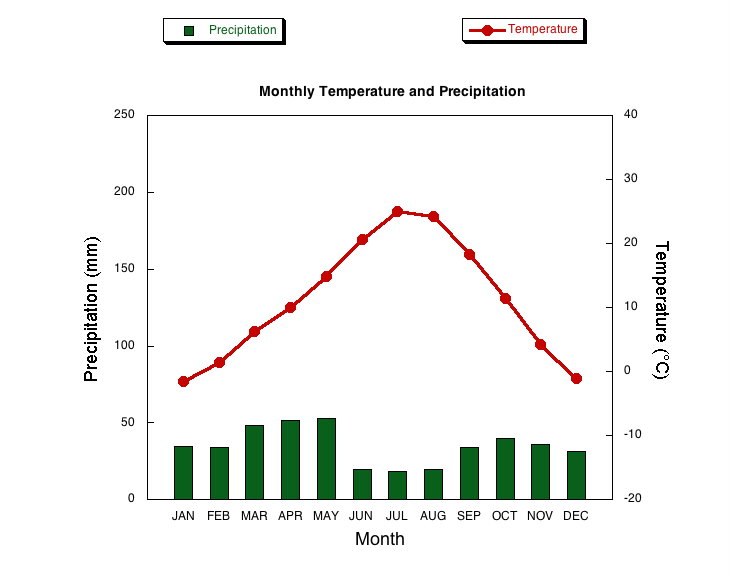 Precipitation
Temperature
Monthly Temperature and Precipitation
250
200
150
100
50
0
Precipitation (mm)
40
30
20
10
0
-10
-20
Temperature (°C)
JAN FEB MAR APR MAY JUN JUL AUG SEP OCT NOV DEC
Month